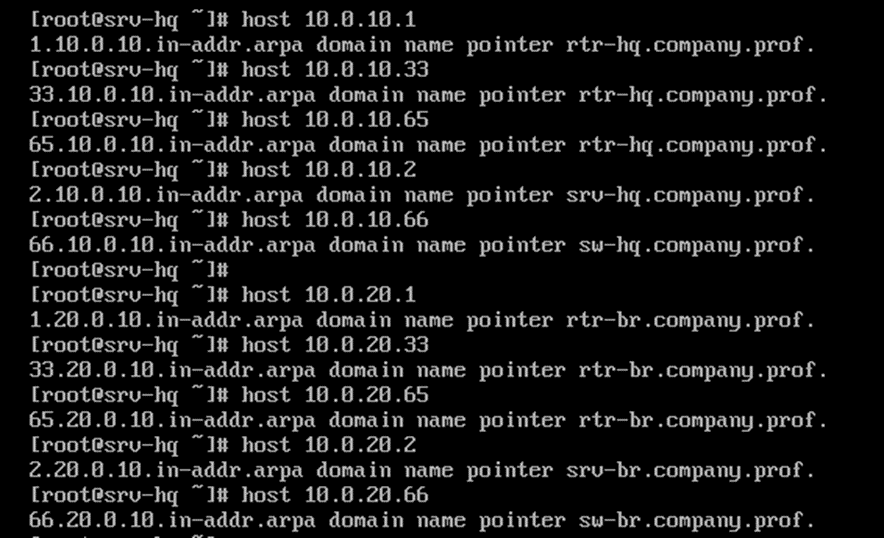 [root@srv-hq ~]# host 10.0.10.1
1.10.0.10.in-addr.arpa domain name pointer rtr-hq.company.prof.
[root@srv-hq ~]# host 10.0.10.33
33.10.0.10.in-addr.arpa domain name pointer rtr-hq.company.prof.
[root@srv-hq ~]# host 10.0.10.65
65.10.0.10.in-addr.arpa domain name pointer rtr-hq.company.prof.
[root@srv-hq ~]# host 10.0.10.2
2.10.0.10.in-addr.arpa domain name pointer srv-hq.company.prof.
[root@srv-hq ~]# host 10.0.10.66
66.10.0.10.in-addr.arpa domain name pointer sw-hq.company.prof.
[root@srv-hq ~]#
[root@srv-hq ~]# host 10.0.20.1
1.20.0.10.in-addr.arpa domain name pointer rtr-br.company.prof.
[root@srv-hq ~]# host 10.0.20.33
33.20.0.10.in-addr.arpa domain name pointer rtr-br.company.prof.
[root@srv-hq ~]# host 10.0.20.65
65.20.0.10.in-addr.arpa domain name pointer rtr-br.company.prof.
[root@srv-hq ~]# host 10.0.20.2
2.20.0.10.in-addr.arpa domain name pointer srv-br.company.prof.
[root@srv-hq ~]# host 10.0.20.66
66.20.0.10.in-addr.arpa domain name pointer sw-br.company.prof.